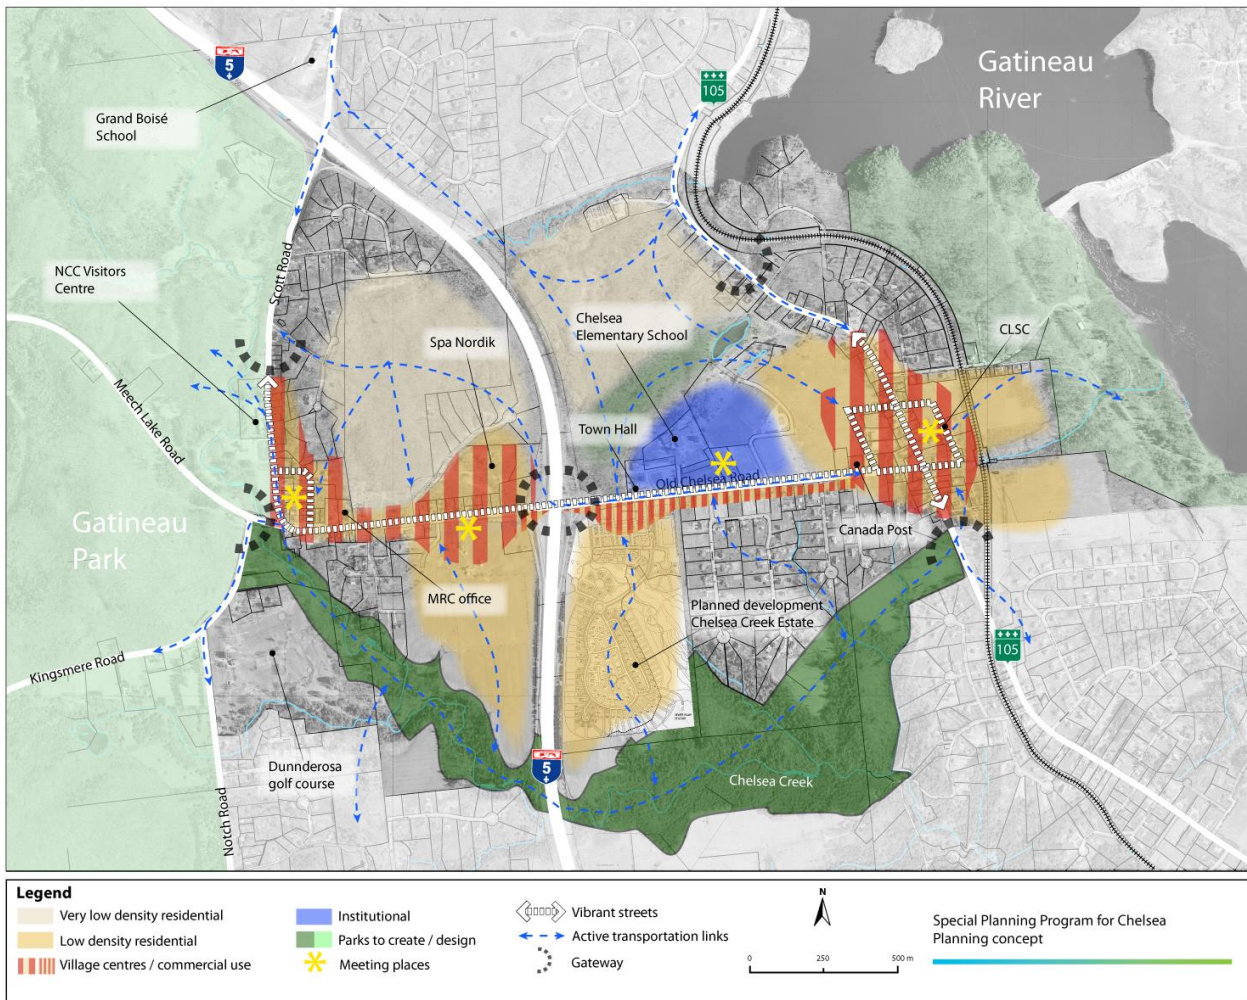 Gatineau
River
5
105
Grand Boisé
School
Scott Road
NCC Visitors
Centre
Chelsea
Elementary School
CLSC
Spa Nordik
Meech Lake Road
Town Hall
Old Chelsea Road
Gatineau
Park
Canada Post
MRC office
Planned development
Chelsea Creek Estate
105
Kingsmere Road
Dunnderosa
golf course
5
Chelsea Creek
Notch Road
Legend
Very low density residential
Low density residential
Village centres / commercial use
Institutional
Parks to create / design
Meeting places
Vibrant streets
Active transportation links
Gateway
N
0 250 500 m
Special Planning Program for Chelsea
Planning concept